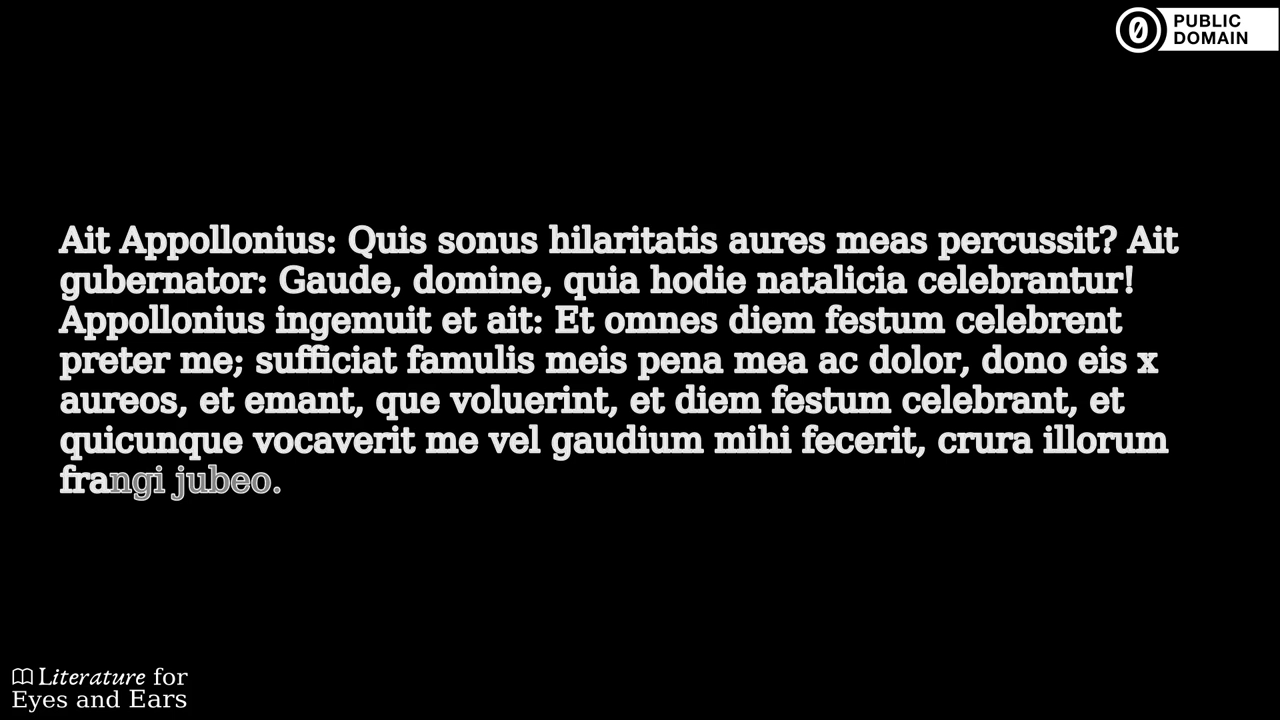 PUBLIC
DOMAIN
Ait Appollonius: Quis sonus hilaritatis aures meas percussit? Ait
gubernator: Gaude, domine, quia hodie natalicia celebrantur!
Appollonius ingemuit et ait: Et omnes diem festum celebrent
preter me; sufficiat famulis meis pena mea ac dolor, dono eis x
aureos, et emant, que voluerint, et diem festum celebrant, et
quicunque vocaverit me vel gaudium mihi fecerit, crura illorum
frangi jubeo.
Literature for
Eyes and Ears